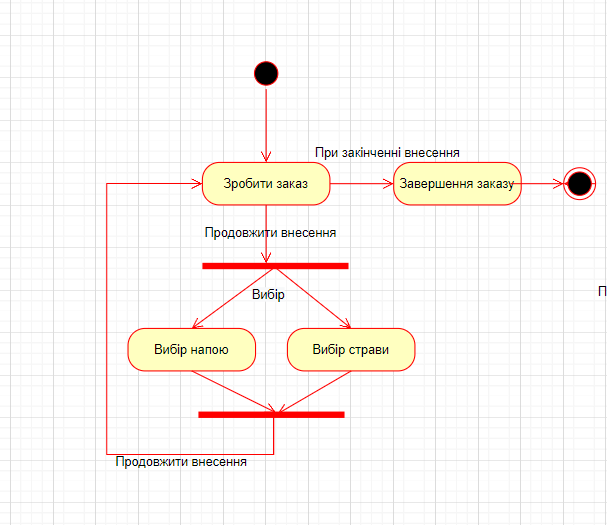 При закінченні внесення
Зробити заказ
Завершення заказу
Продовжити внесення
Вибір
Вибір напою
Вибір страви
Продовжити внесення
П